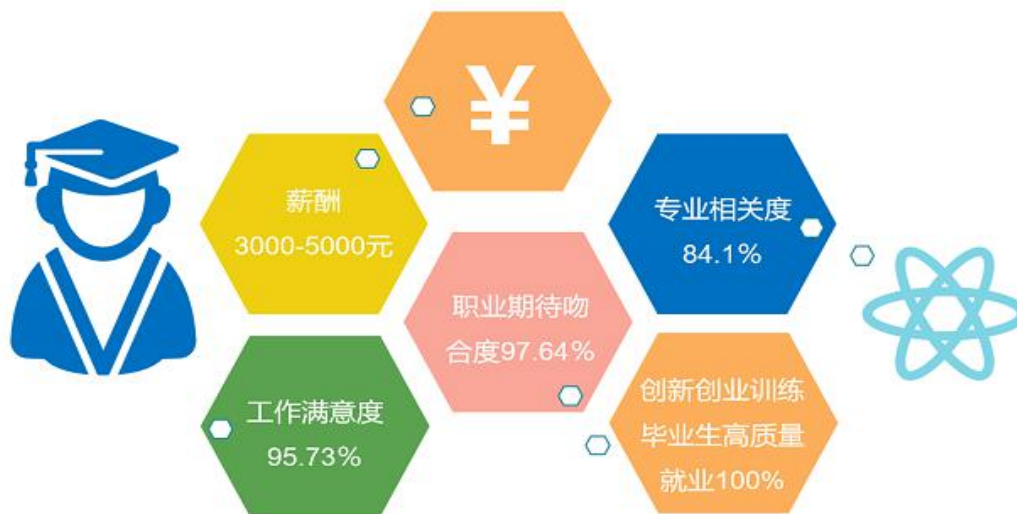 ¥
薪酬
3000-5000元
专业相关度
84.1%
职业期待吻
合度97.64%
工作满意度
95.73%
创新创业训练
毕业生高质量
就业100%